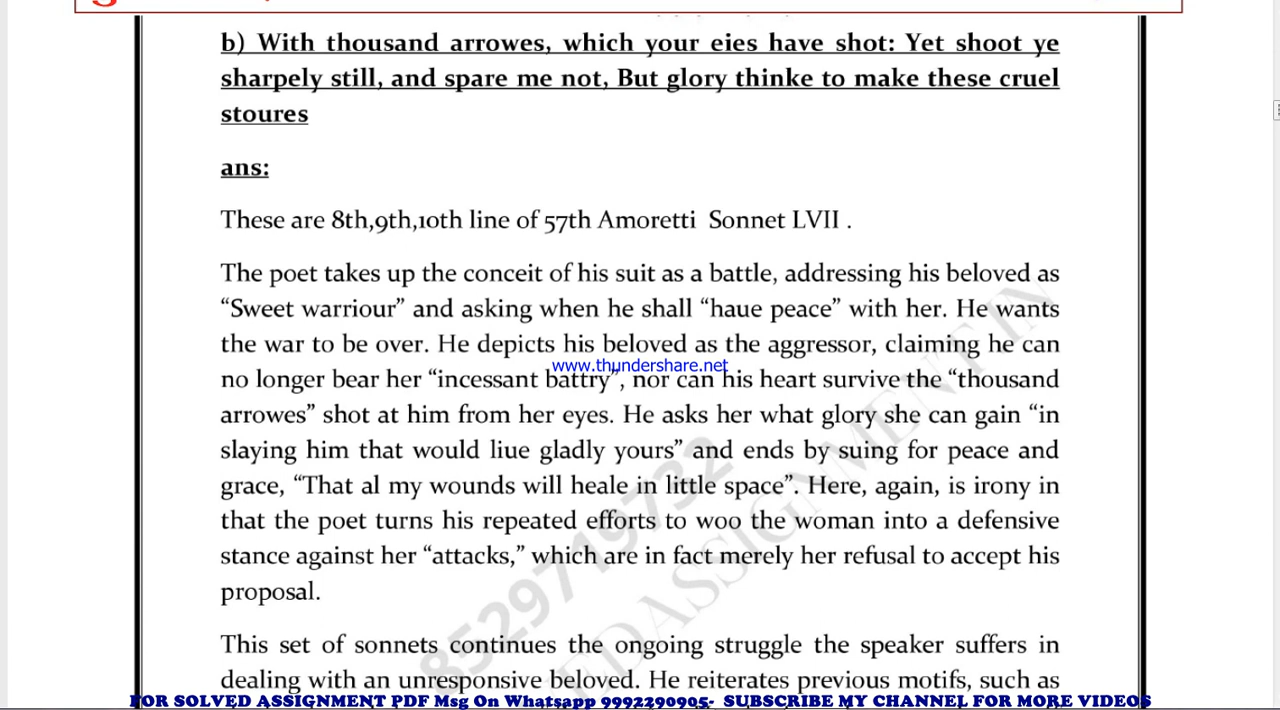 b) With thousand arrowes, which your eies have shot: Yet shoot ye
sharpely still, and spare me not, But glory thinke to make these cruel
stoures
ans:
These are 8th,9th,10th line of 57th Amoretti Sonnet LVII .
The poet takes up the conceit of his suit as a battle, addressing his beloved as
“Sweet warriour” and asking when he shall “haue peace” with her. He wants
the war to be over. He depicts his beloved as the aggressor, claiming he can
www.thundershare.net
no longer bear her “incessant battry”, nor can his heart survive the “thousand
arrowes” shot at him from her eyes. He asks her what glory she can gain “in
slaying him that would liue gladly yours” and ends by suing for peace and
grace, “That al my wounds will heale in little space”. Here, again, is irony in
that the poet turns his repeated efforts to woo the woman into a defensive
stance against her “attacks,” which are in fact merely her refusal to accept his
proposal.
8529719732
EDASSIGNMENT IN
This set of sonnets continues the ongoing struggle the speaker suffers in
dealing with an unresponsive beloved. He reiterates previous motifs, such as
FOR SOLVED ASSIGNMENT PDF Msg On Whatsapp 9992290905- SUBSCRIBE MY CHANNEL FOR MORE VIDEOS